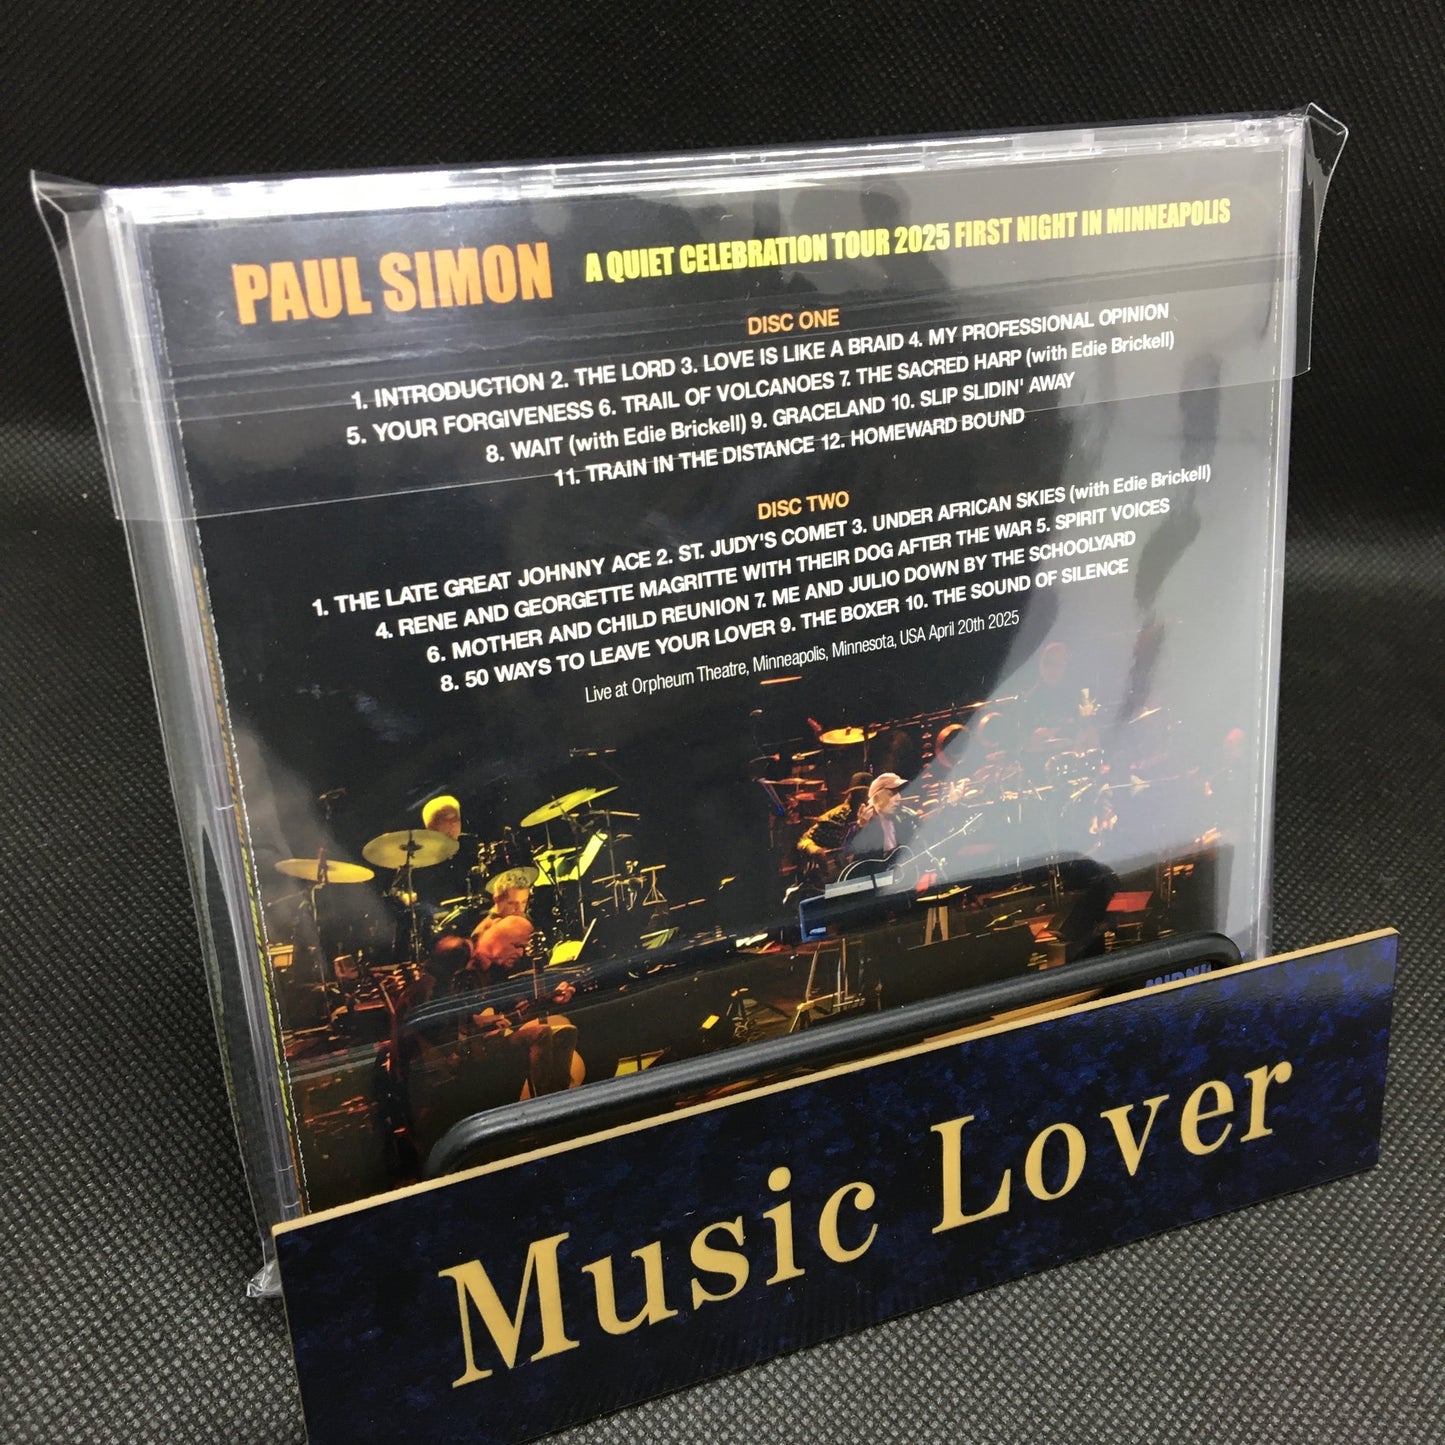 PAUL SIMON A QUIET CELEBRATION TOUR 2025 FIRST NIGHT IN MINNEAPOLIS
DISC ONE
1. INTRODUCTION 2. THE LORD 3. LOVE IS LIKE A BRAID 4. MY PROFESSIONAL OPINION
5. YOUR FORGIVENESS 6. TRAIL OF VOLCANOES 7. THE SACRED HARP (with Edie Brickell)
8. WAIT (with Edie Brickell) 9. GRACELAND 10. SLIP SLIDIN' AWAY
11. TRAIN IN THE DISTANCE 12. HOMEWARD BOUND
DISC TWO
1. THE LATE GREAT JOHNNY ACE 2. ST. JUDY'S COMET 3. UNDER AFRICAN SKIES (with Edie Brickell)
4. RENE AND GEORGETTE MAGRITTE WITH THEIR DOG AFTER THE WAR 5. SPIRIT VOICES
6. MOTHER AND CHILD REUNION 7. ME AND JULIO DOWN BY THE SCHOOLYARD
8. 50 WAYS TO LEAVE YOUR LOVER 9. THE BOXER 10. THE SOUND OF SILENCE
Live at Orpheum Theatre, Minneapolis, Minnesota, USA April 20th 2025
Music Lover